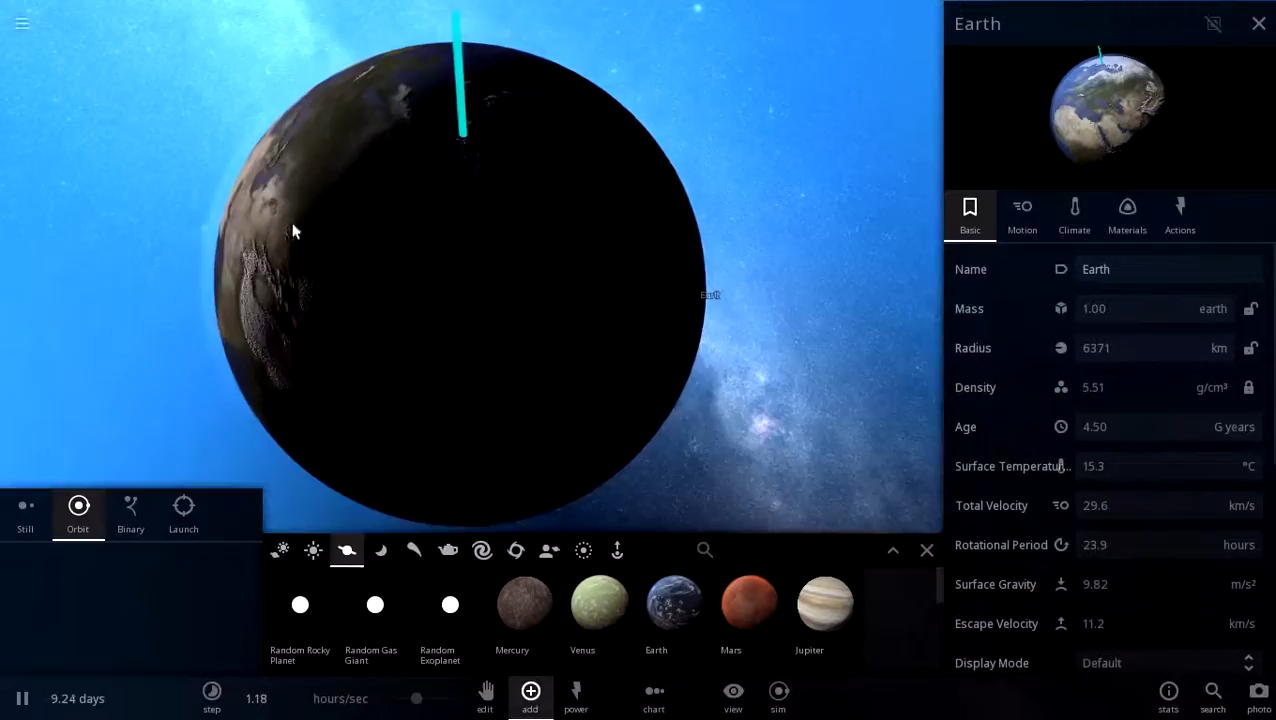 Earth
Basic
Motion
Climate
Materials
Actions
Name
Earth
Mass
1.00
earth
Radius
6371
km
Density
5.51
g/cm³
Age
4.50
G years
Surface Temperatur...
15.3
°C
Total Velocity
29.6
km/s
Rotational Period
23.9
hours
Surface Gravity
9.82
m/s²
Escape Velocity
11.2
km/s
Display Mode
Default
Earth
Still
Orbit
Binary
Launch
Random Rocky
Planet
Random Gas
Giant
Random
Exoplanet
Mercury
Venus
Earth
Mars
Jupiter
9.24 days
step
1.18
hours/sec
edit
add
power
chart
view
sim
stats
search
photo